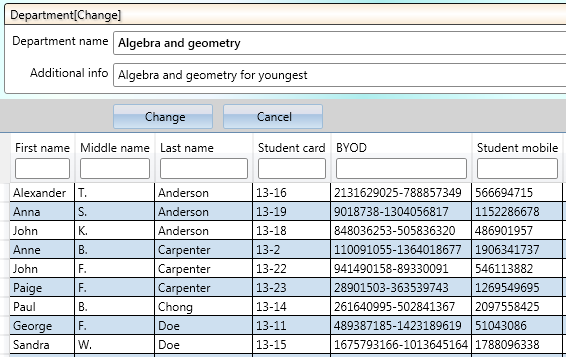 Department[Change]
Department name Algebra and geometry
Additional info Algebra and geometry for youngest
Change Cancel
First name Middle name Last name Student card BYOD Student mobile
Alexander T. Anderson 13-16 2131629025-788857349 566694715
Anna S. Anderson 13-19 9018738-1304056817 1152286678
John K. Anderson 13-18 848036253-505836320 486901957
Anne B. Carpenter 13-2 110091055-1364018677 1906341737
John F. Carpenter 13-22 941490158-89330091 546113882
Paige F. Carpenter 13-23 28901503-363539743 1269549695
Paul B. Chong 13-14 261640995-502841367 2097558425
George F. Doe 13-11 489387185-1423189619 51043086
Sandra W. Doe 13-15 1675793166-1013645164 1788096338